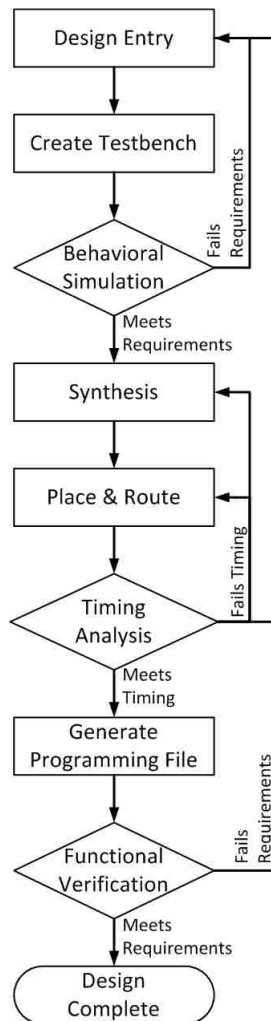 Design Entry
Create Testbench
Fails
Requirements
Behavioral
Simulation
Meets
Requirements
Synthesis
Place & Route
Fails Timing
Timing
Analysis
Meets
Timing
Generate
Programming File
Fails
Requirements
Functional
Verification
Meets
Requirements
Design
Complete